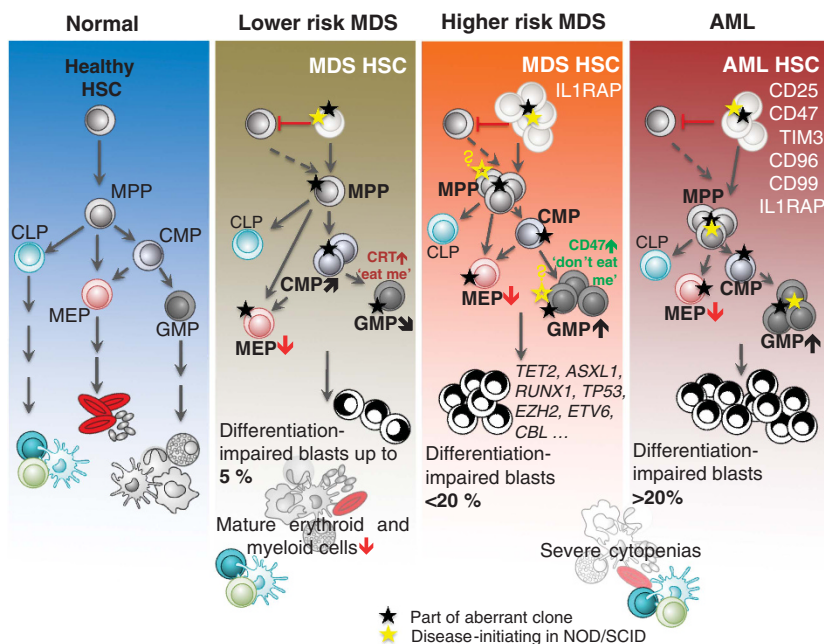 Normal
Lower risk MDS
Higher risk MDS
AML
Healthy
HSC
MPP
CLP
CMP
MEP
GMP
MDS HSC
MPP
CLP
CRT
‘eat me’
CMP
GMP
MEP
Differentiation-
impaired blasts up to
5 %
Mature erythroid and
myeloid cells
MDS HSC
IL1RAP
MPP
CMP
CLP
CD47
‘don’t eat
me’
MEP
GMP
TET2, ASXL1,
RUNX1, TP53,
EZH2, ETV6,
CBL ...
Differentiation-
impaired blasts
<20 %
AML HSC
CD25
CD47
TIM3
CD96
CD99
IL1RAP
MPP
CLP
CMP
MEP
GMP
Differentiation-
impaired blasts
>20%
Severe cytopenias
Part of aberrant clone
Disease-initiating in NOD/SCID